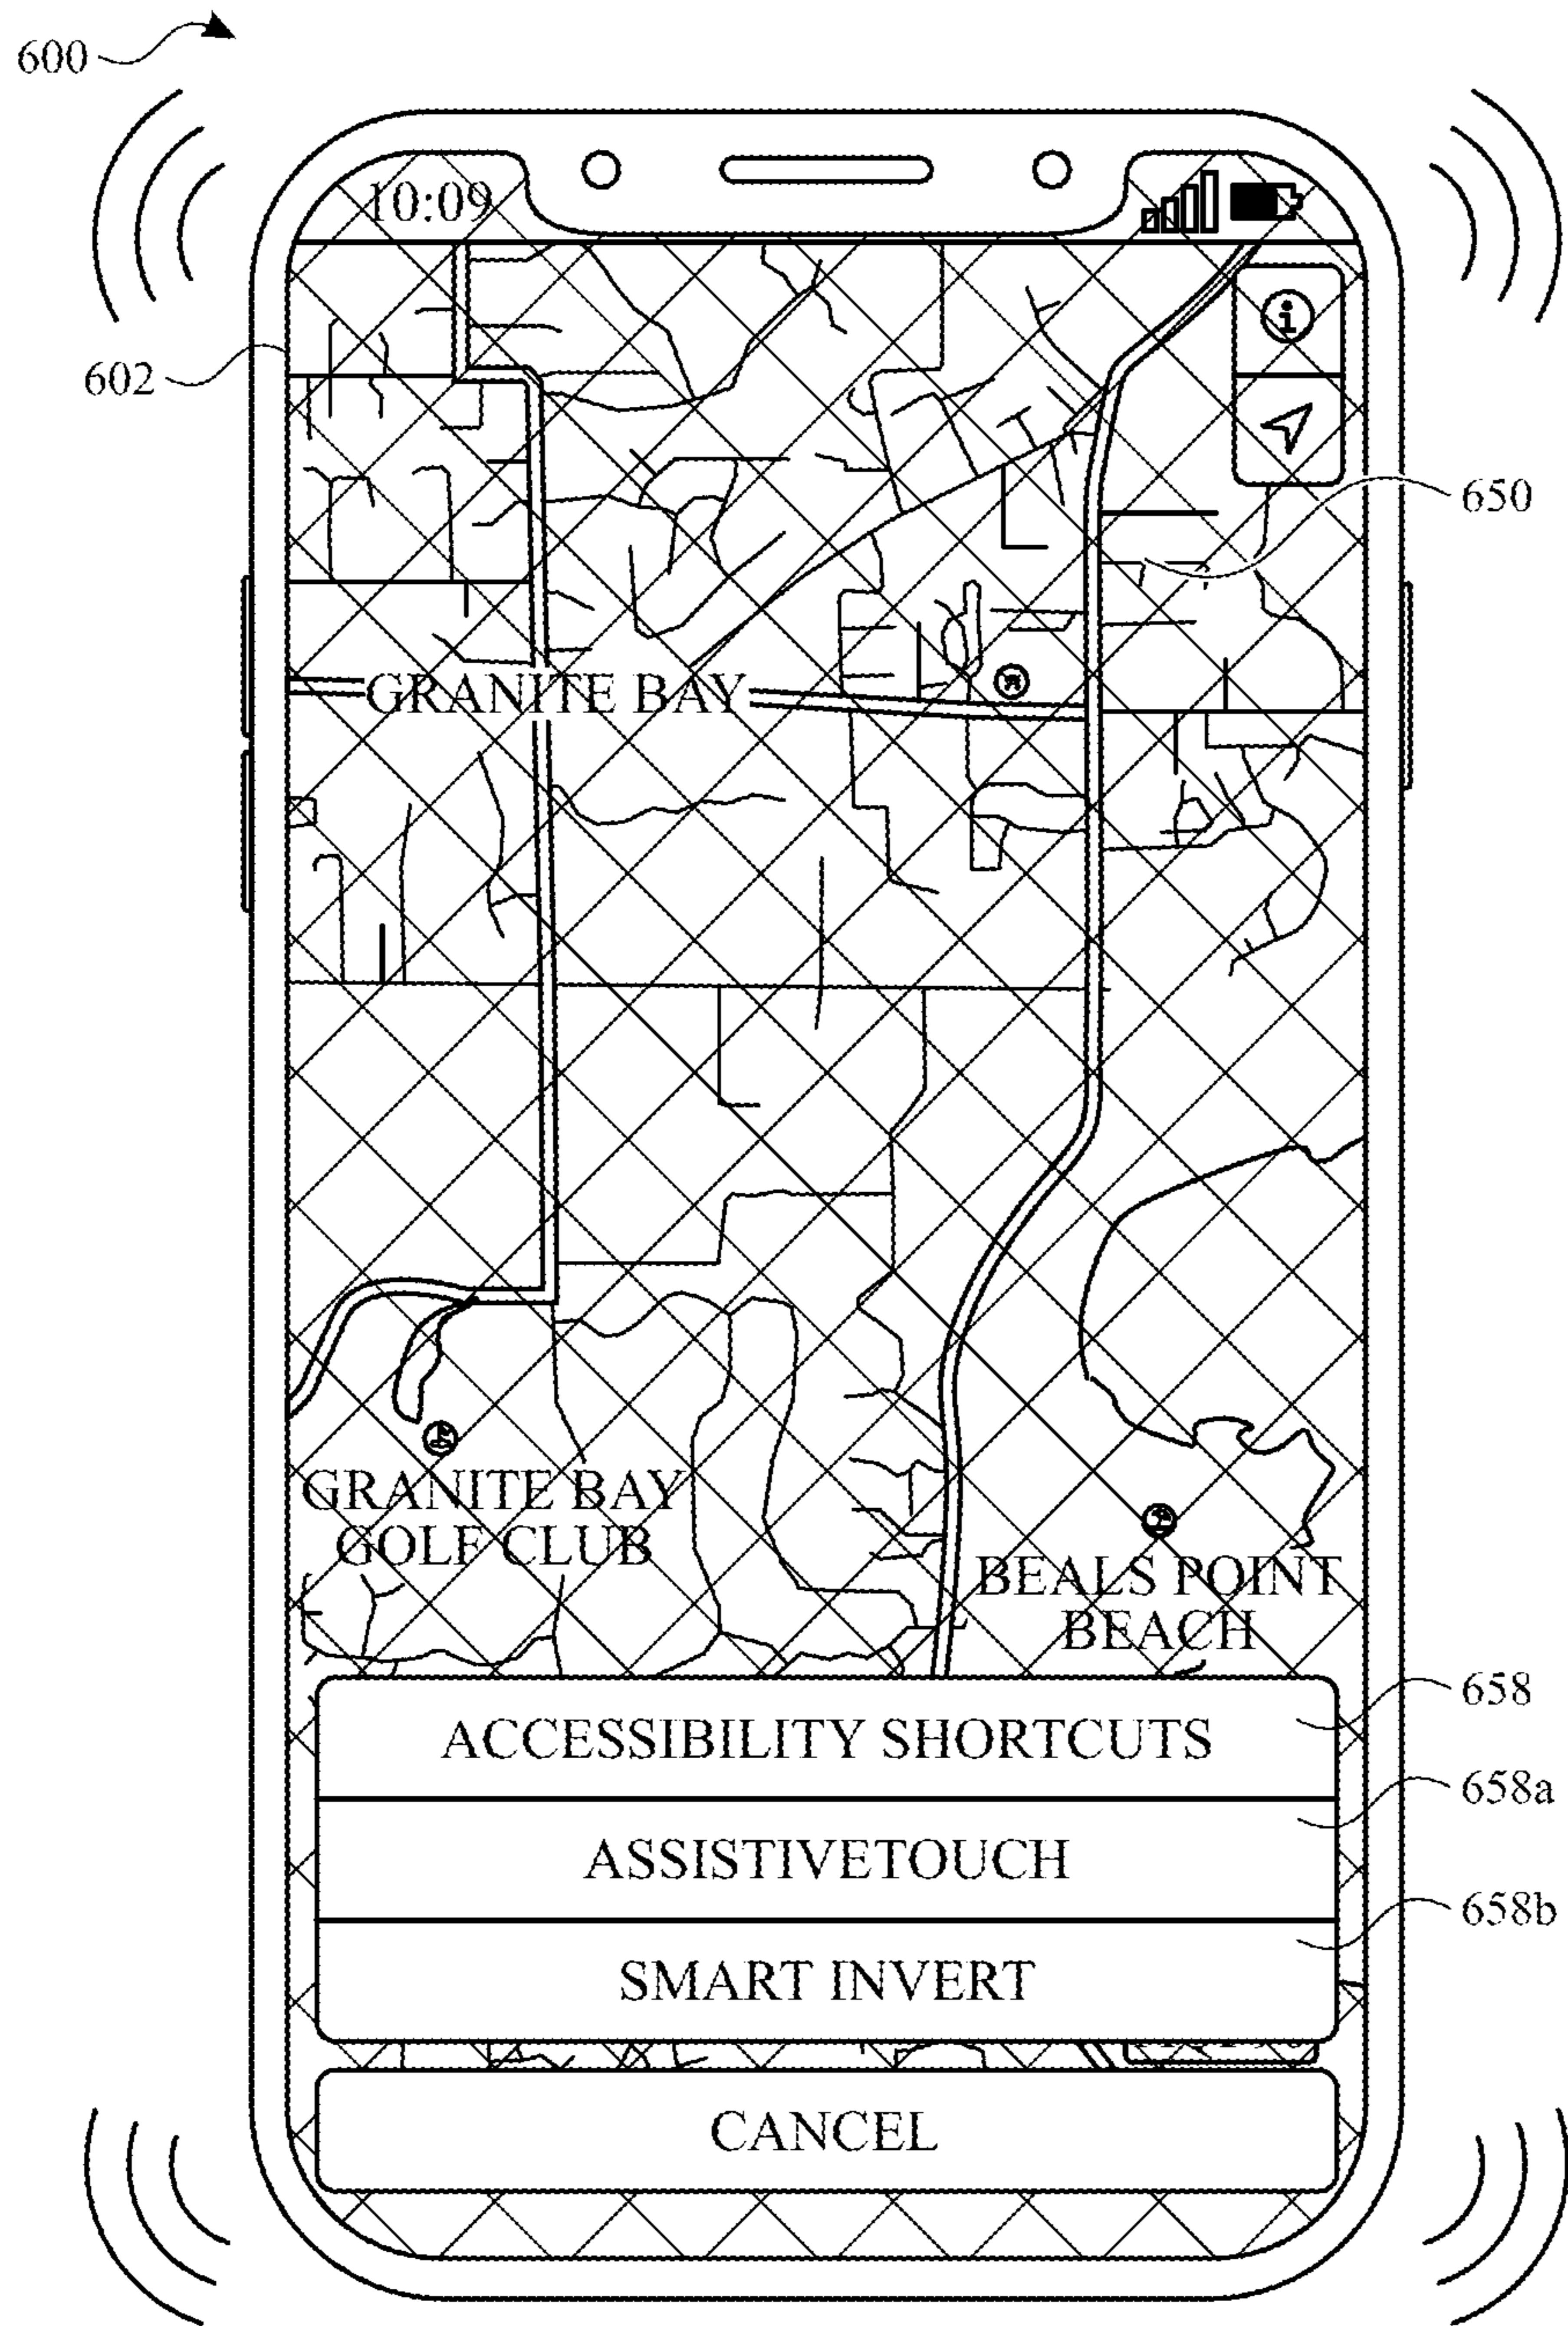 600
10:09
602
650
GRANITE BAY
GRANITE BAY
GOLF CLUB
BEALS POINT
BEACH
658
ACCESSIBILITY SHORTCUTS
658a
ASSISTIVETOUCH
658b
SMART INVERT
CANCEL